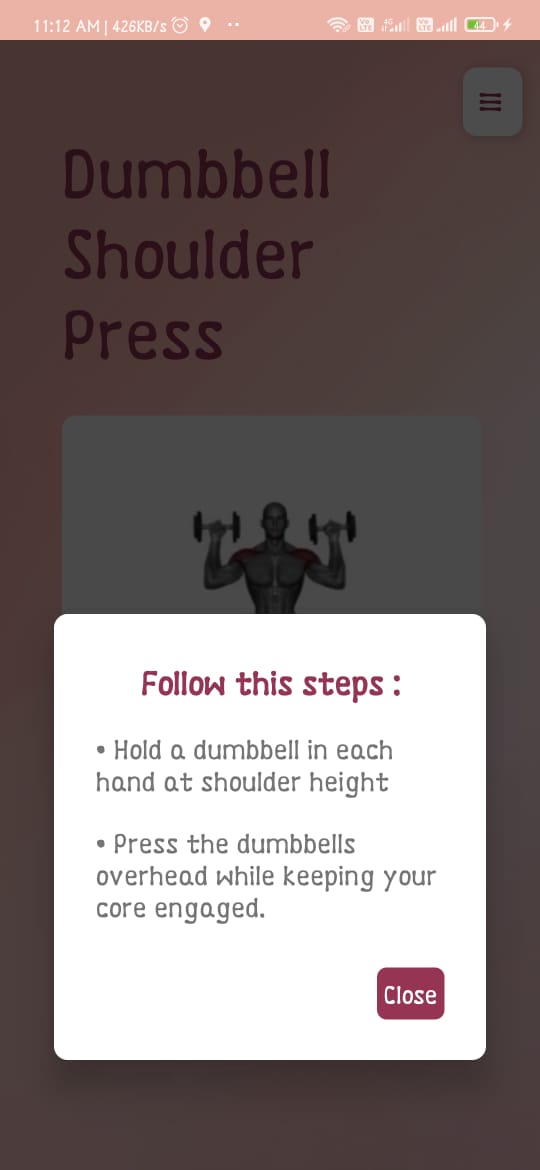 11:12 AM | 426KB/s
44
Dumbbell
Shoulder
Press
Follow this steps :
• Hold a dumbbell in each
hand at shoulder height
• Press the dumbbells
overhead while keeping your
core engaged.
Close